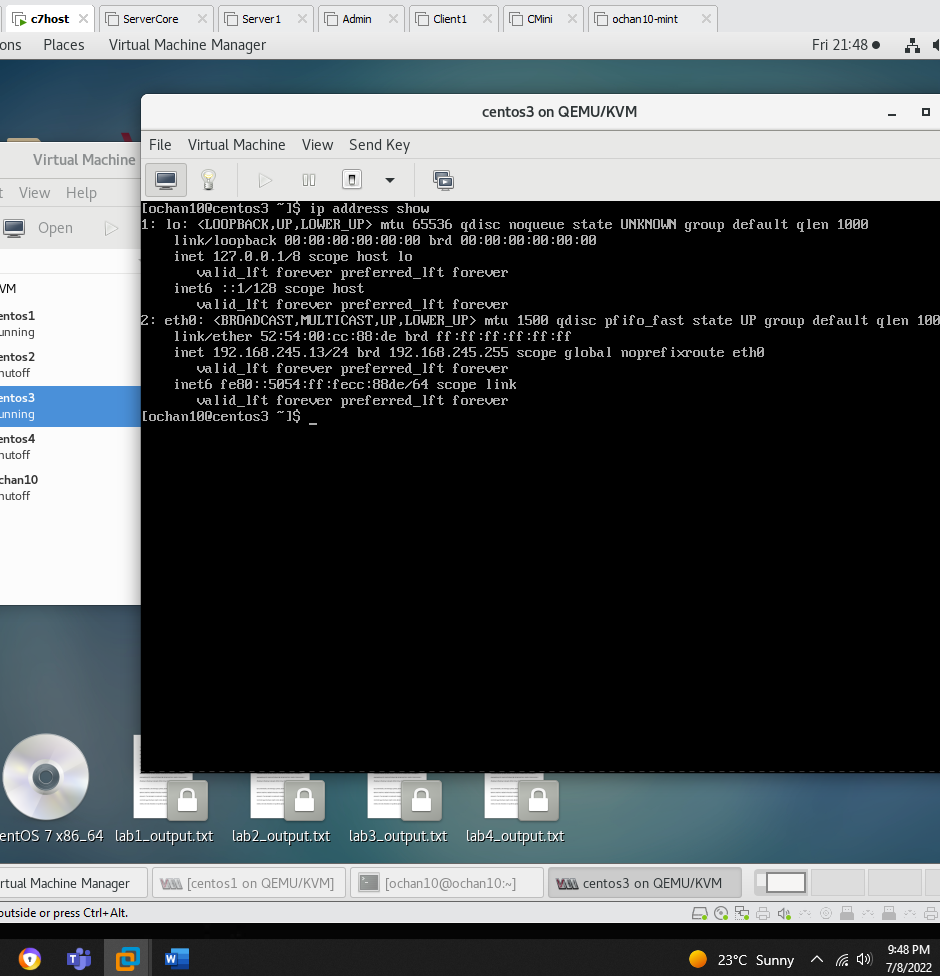 c7host ServerCore Server1 Admin Client1 CMini ochan10-mint
ons Places Virtual Machine Manager Fri 21:48
centos3 on QEMU/KVM
File Virtual Machine View Send Key
Virtual Machine
t View Help
Open
VM
entos1
unning
entos2
hutoff
entos3
unning
entos4
hutoff
chan10
hutoff
[ochan10@centos3 ~]$ ip address show
1: lo: <LOOPBACK,UP,LOWER_UP> mtu 65536 qdisc noqueue state UNKNOWN group default qlen 1000
link/loopback 00:00:00:00:00:00 brd 00:00:00:00:00:00
inet 127.0.0.1/8 scope host lo
valid_lft forever preferred_lft forever
inet6 ::1/128 scope host
valid_lft forever preferred_lft forever
2: eth0: <BROADCAST,MULTICAST,UP,LOWER_UP> mtu 1500 qdisc pfifo_fast state UP group default qlen 100
link/ether 52:54:00:cc:88:de brd ff:ff:ff:ff:ff:ff
inet 192.168.245.13/24 brd 192.168.245.255 scope global noprefixroute eth0
valid_lft forever preferred_lft forever
inet6 fe80::5054:ff:fecc:88de/64 scope link
valid_lft forever preferred_lft forever
[ochan10@centos3 ~]$ _
entOS 7 x86_64 lab1_output.txt lab2_output.txt lab3_output.txt lab4_output.txt
rtual Machine Manager [centos1 on QEMU/KVM] [ochan10@ochan10:~] centos3 on QEMU/KVM
outside or press Ctrl+Alt.
23°C Sunny
9:48 PM
7/8/2022